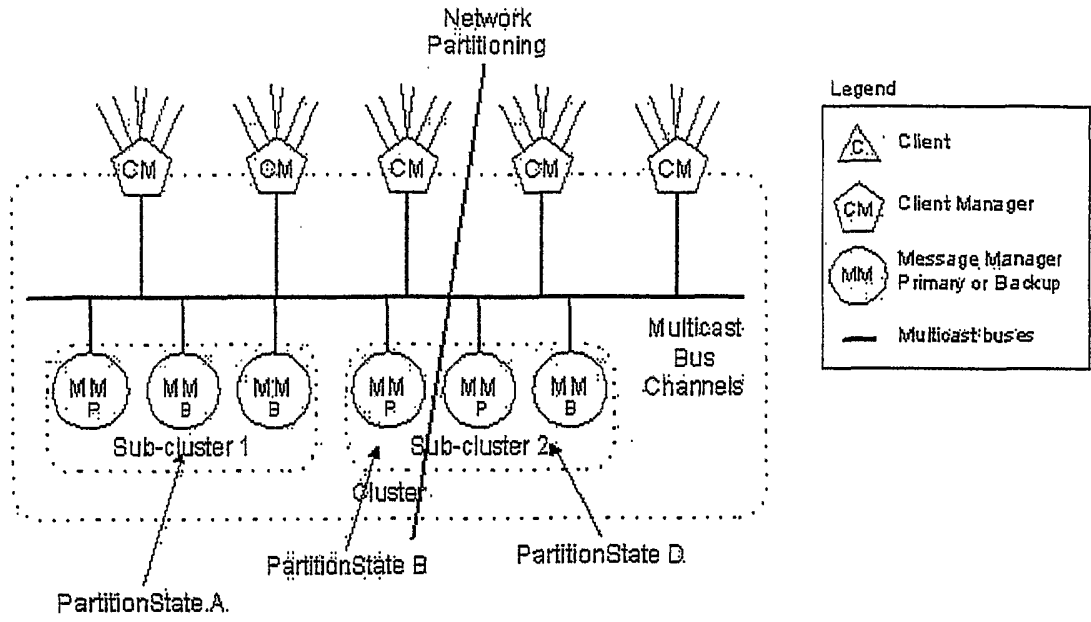 Network
Partitioning
Legend
C
Client
CM
Client Manager
MM
Message Manager
Primary or Backup
Multicast buses
CM
CM
CM
CM
CM
Multicast
Bus
Channels
MM
P
MM
B
MM
B
MM
P
MM
P
MM
B
Sub-cluster 1
Sub-cluster 2
Cluster
PartitionState A
PartitionState B
PartitionState D